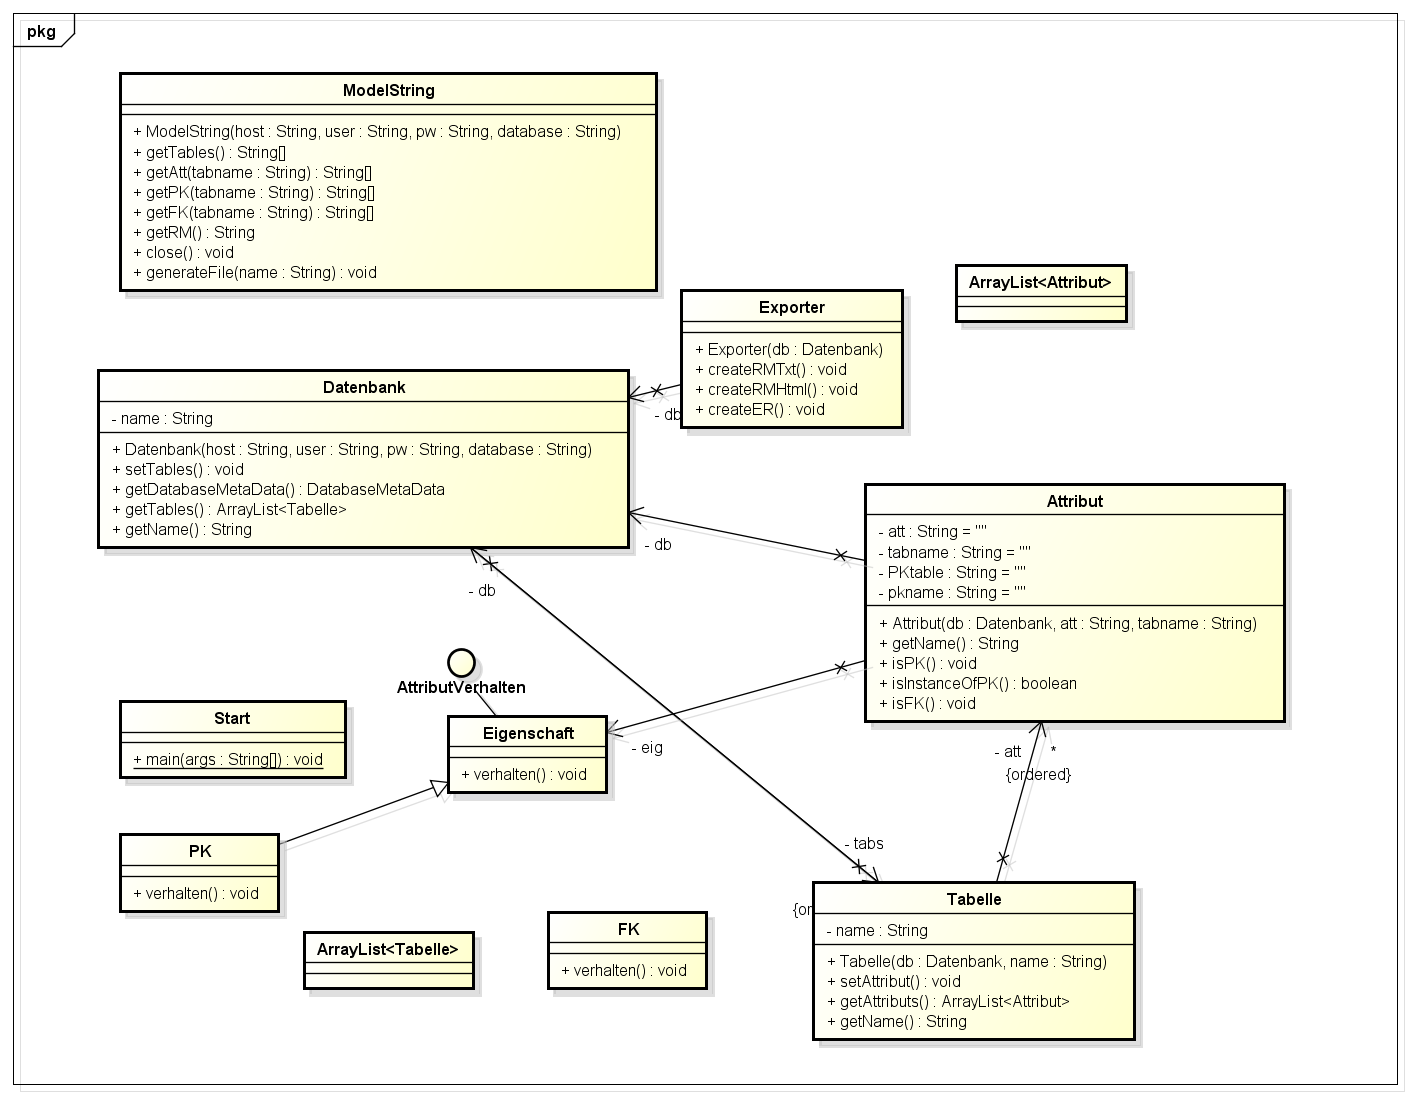 pkg
ModelString
+ ModelString(host : String, user : String, pw : String, database : String)
+ getTables() : String[]
+ getAtt(tabname : String) : String[]
+ getPK(tabname : String) : String[]
+ getFK(tabname : String) : String[]
+ getRM() : String
+ close() : void
+ generateFile(name : String) : void
ArrayList<Attribut>
Exporter
+ Exporter(db : Datenbank)
+ createRMTxt() : void
+ createRMHtml() : void
+ createER() : void
- db
Datenbank
- name : String
+ Datenbank(host : String, user : String, pw : String, database : String)
+ setTables() : void
+ getDatabaseMetaData() : DatabaseMetaData
+ getTables() : ArrayList<Tabelle>
+ getName() : String
- db
- db
Attribut
- att : String = ""
- tabname : String = ""
- PKtable : String = ""
- pkname : String = ""
+ Attribut(db : Datenbank, att : String, tabname : String)
+ getName() : String
+ isPK() : void
+ isInstanceOfPK() : boolean
+ isFK() : void
AttributVerhalten
Eigenschaft
+ verhalten() : void
- eig
- att
*
{ordered}
Start
+ main(args : String[]) : void
PK
+ verhalten() : void
- tabs
{or
ArrayList<Tabelle>
FK
+ verhalten() : void
Tabelle
- name : String
+ Tabelle(db : Datenbank, name : String)
+ setAttribut() : void
+ getAttributs() : ArrayList<Attribut>
+ getName() : String